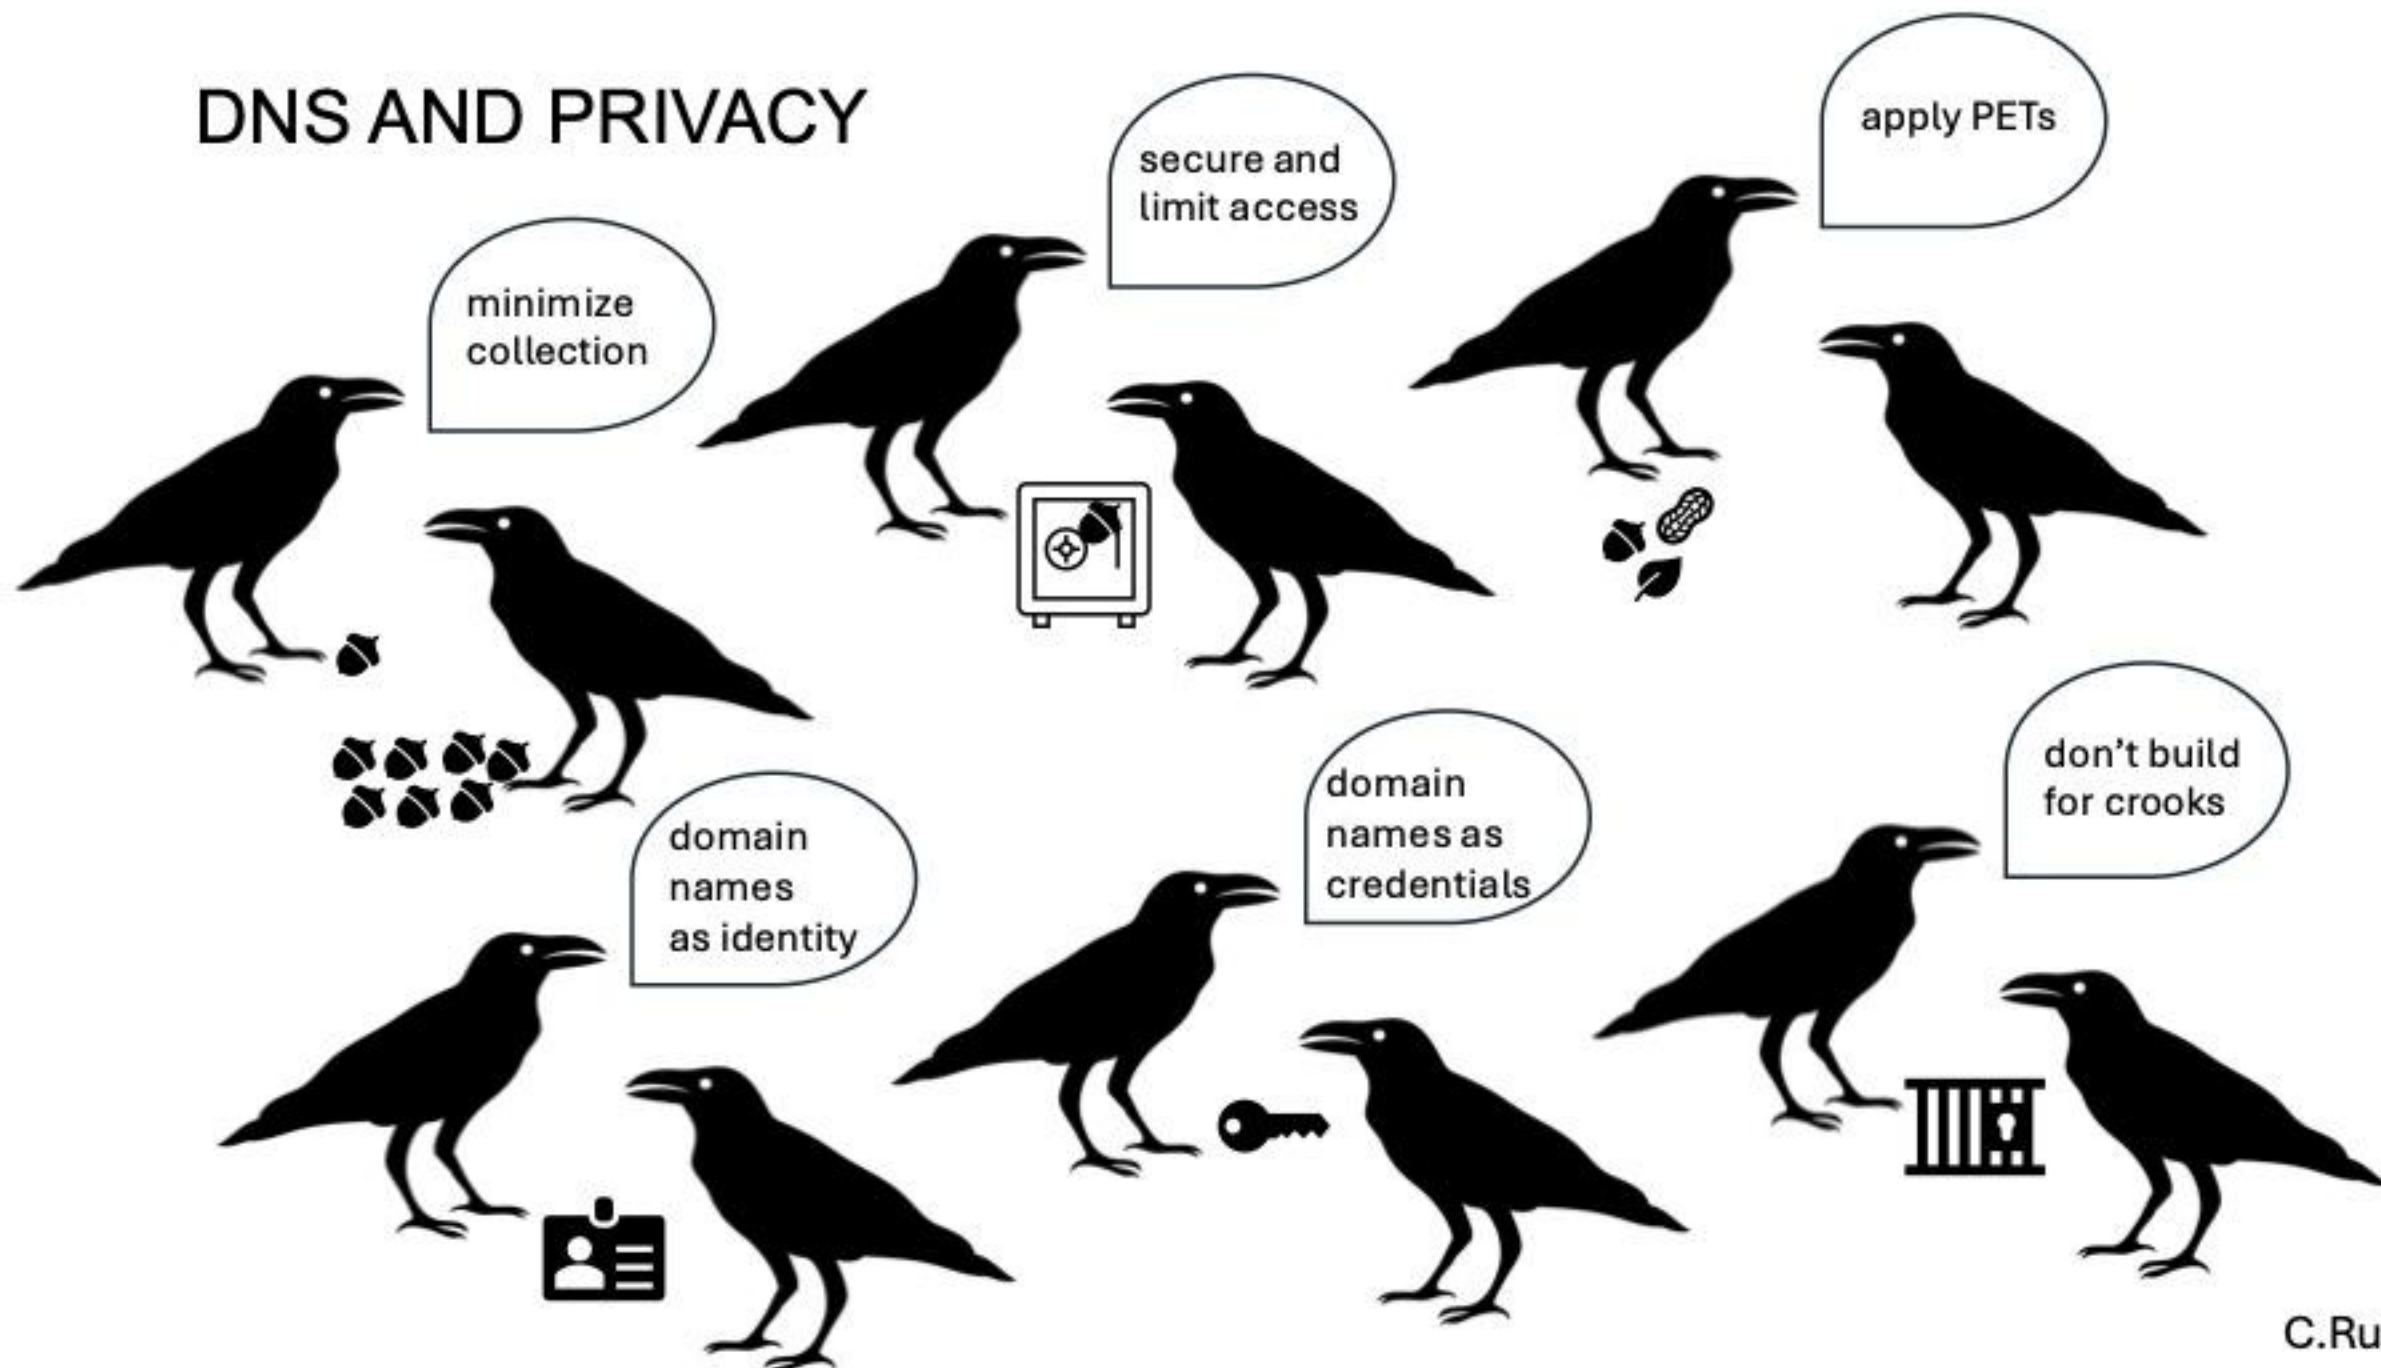 DNS AND PRIVACY
minimize
collection
secure and
limit access
apply PETs
domain
names
as identity
domain
names as
credentials
don't build
for crooks
C.Ru